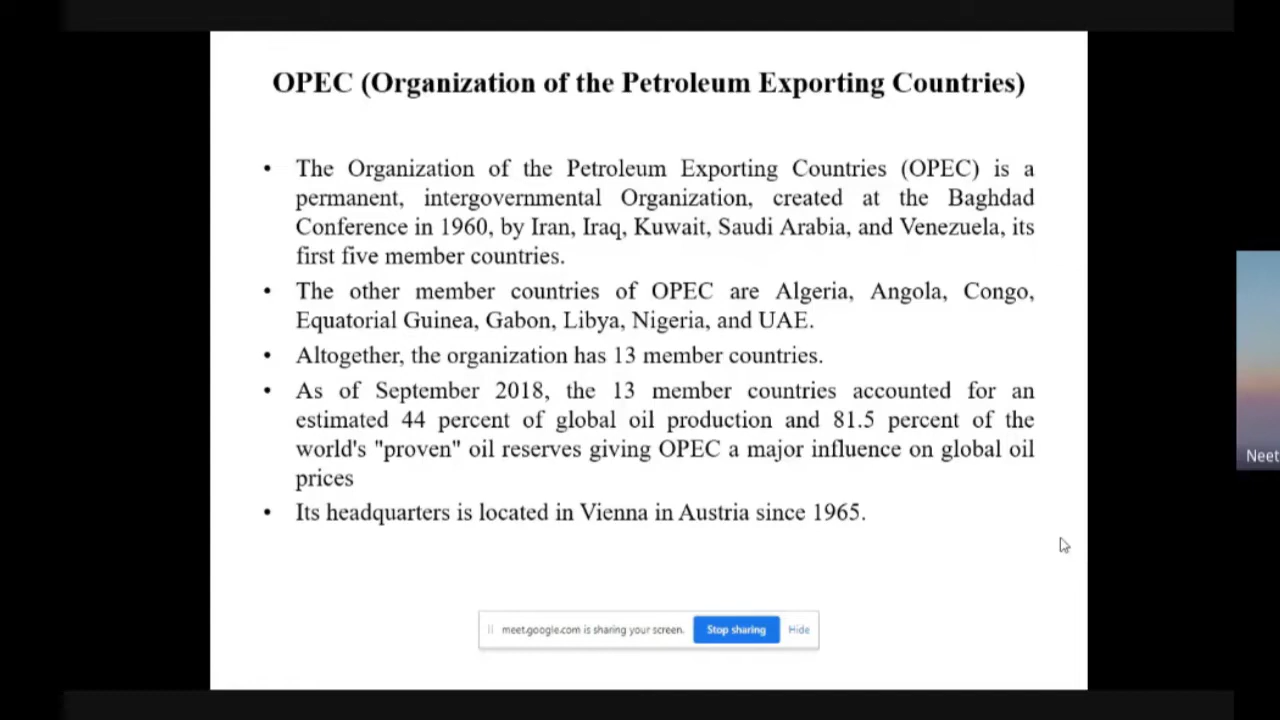 OPEC (Organization of the Petroleum Exporting Countries)
• The Organization of the Petroleum Exporting Countries (OPEC) is a
permanent, intergovernmental Organization, created at the Baghdad
Conference in 1960, by Iran, Iraq, Kuwait, Saudi Arabia, and Venezuela, its
first five member countries.
• The other member countries of OPEC are Algeria, Angola, Congo,
Equatorial Guinea, Gabon, Libya, Nigeria, and UAE.
• Altogether, the organization has 13 member countries.
• As of September 2018, the 13 member countries accounted for an
estimated 44 percent of global oil production and 81.5 percent of the
world's "proven" oil reserves giving OPEC a major influence on global oil
prices
• Its headquarters is located in Vienna in Austria since 1965.
meet.google.com is sharing your screen. Stop sharing Hide
Neet